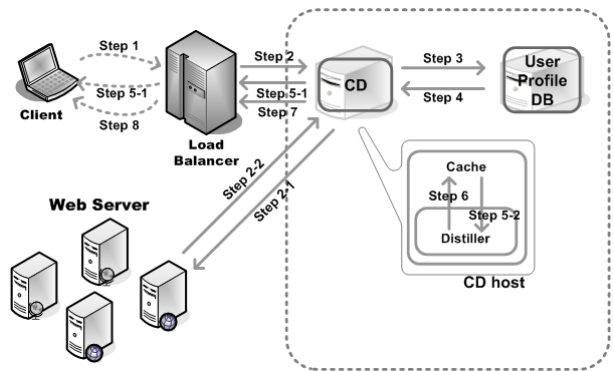 Step 1
Step 5-1
Step 8
Client
Load
Balancer
Step 2
Step 5-1
Step 7
CD
Step 3
Step 4
User
Profile
DB
Step 2-2
Step 2-1
Web Server
Cache
Step 6
Step 5-2
Distiller
CD host